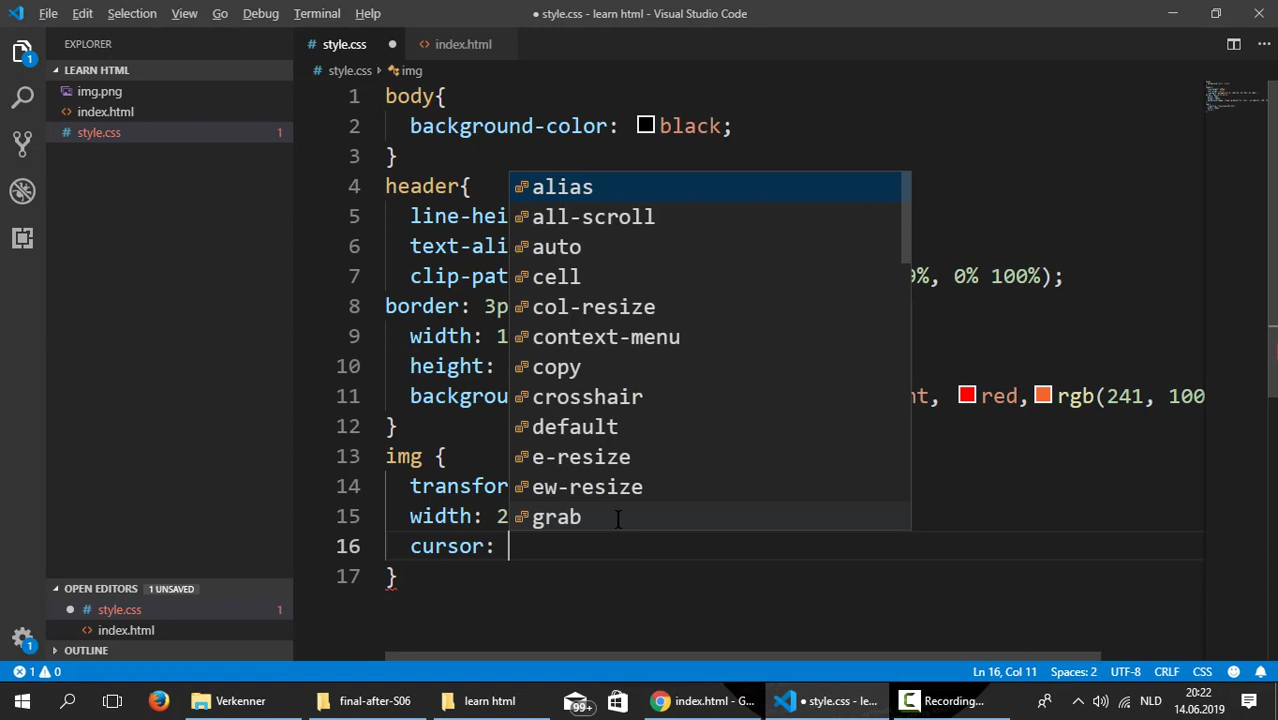 File Edit Selection View Go Debug Terminal Help
● style.css - learn html - Visual Studio Code
EXPLORER
style.css ●
index.html
LEARN HTML
# style.css > img
img.png
index.html
# style.css 1
1 body{
2 background-color: black;
3 }
4 header{
5 line-hei
6 text-ali
7 clip-pat 0%, 0% 100%);
8 border: 3p
9 width: 1
10 height:
11 backgrou nt, red,rgb(241, 100
12 }
13 img {
14 transfor
15 width: 2
16 cursor:
17 }
alias
all-scroll
auto
cell
col-resize
context-menu
copy
crosshair
default
e-resize
ew-resize
grab
OPEN EDITORS 1 UNSAVED
● # style.css 1
index.html
OUTLINE
1
1
1 0
Ln 16, Col 11 Spaces: 2 UTF-8 CRLF CSS
Verkenner
final-after-S06
learn html
99+
index.html - G...
● style.css - le...
Recording...
NLD
20:22
14.06.2019